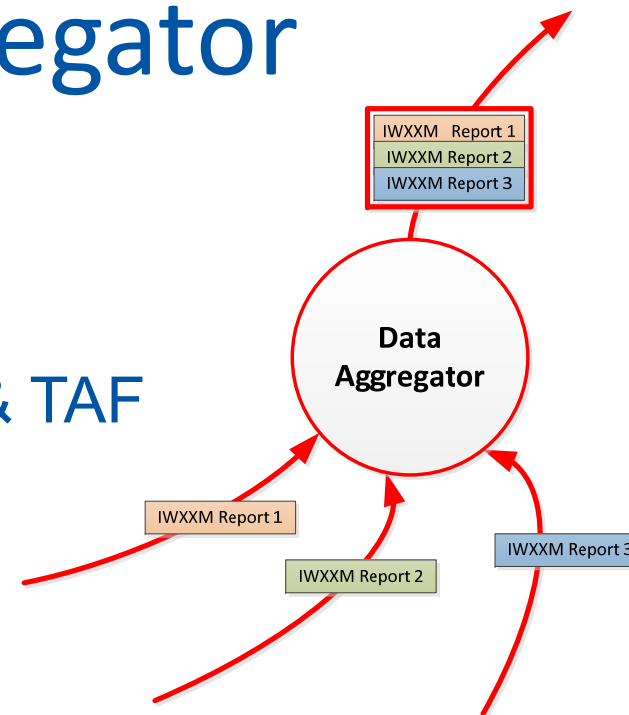 egator
IWXXM Report 1
IWXXM Report 2
IWXXM Report 3
Data
Aggregator
& TAF
IWXXM Report 1
IWXXM Report 2
IWXXM Report 3